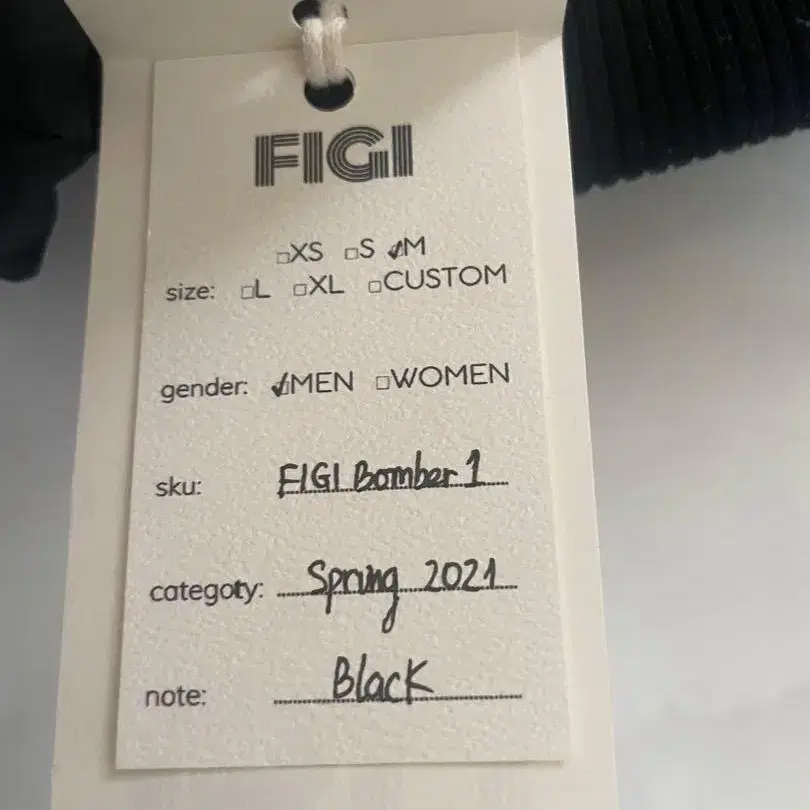 FIGI
□XS □S ☑M
size: □L □XL □CUSTOM
gender: ☑MEN □WOMEN
sku: FIGI Bomber 1
categoty: Spring 2021
note: Black